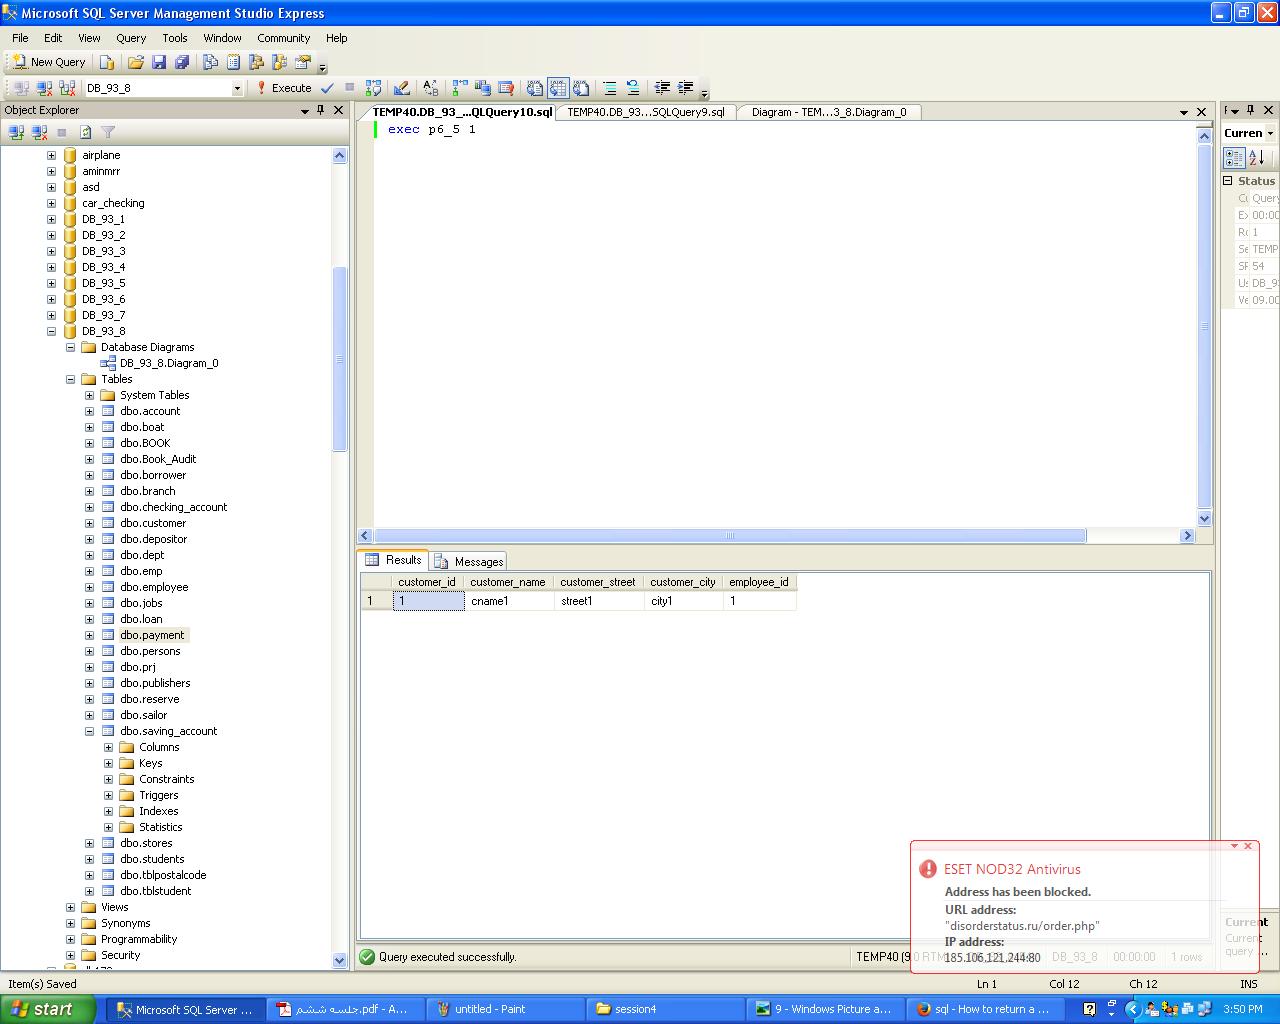 Microsoft SQL Server Management Studio Express
File Edit View Query Tools Window Community Help
New Query
DB_93_8 Execute
Object Explorer
airplane
aminmrr
asd
car_checking
DB_93_1
DB_93_2
DB_93_3
DB_93_4
DB_93_5
DB_93_6
DB_93_7
DB_93_8
Database Diagrams
DB_93_8.Diagram_0
Tables
System Tables
dbo.account
dbo.boat
dbo.BOOK
dbo.Book_Audit
dbo.borrower
dbo.branch
dbo.checking_account
dbo.customer
dbo.depositor
dbo.dept
dbo.emp
dbo.employee
dbo.jobs
dbo.loan
dbo.payment
dbo.persons
dbo.prj
dbo.publishers
dbo.reserve
dbo.sailor
dbo.saving_account
Columns
Keys
Constraints
Triggers
Indexes
Statistics
dbo.stores
dbo.students
dbo.tblpostalcode
dbo.tblstudent
Views
Synonyms
Programmability
Security
TEMP40.DB_93_...QLQuery10.sql TEMP40.DB_93...SQLQuery9.sql Diagram - TEM...3_8.Diagram_0
exec p6_5 1
Results Messages
customer_id customer_name customer_street customer_city employee_id
1 1 cname1 street1 city1 1
Query executed successfully.
TEMP40 (9.0 RTM) DB_93_8 00:00:00 1 rows
Curren
Status
Query
00:00
1
TEMP
54
DB_9
09.00
Current
Current
query ...
ESET NOD32 Antivirus
Address has been blocked.
URL address:
"disorderstatus.ru/order.php"
IP address:
185.106.121.244:80
Item(s) Saved Ln 1 Col 12 Ch 12 INS
start Microsoft SQL Server ... جلسه ششم.pdf - A... untitled - Paint session4 9 - Windows Picture a... sql - How to return a ... 3:50 PM